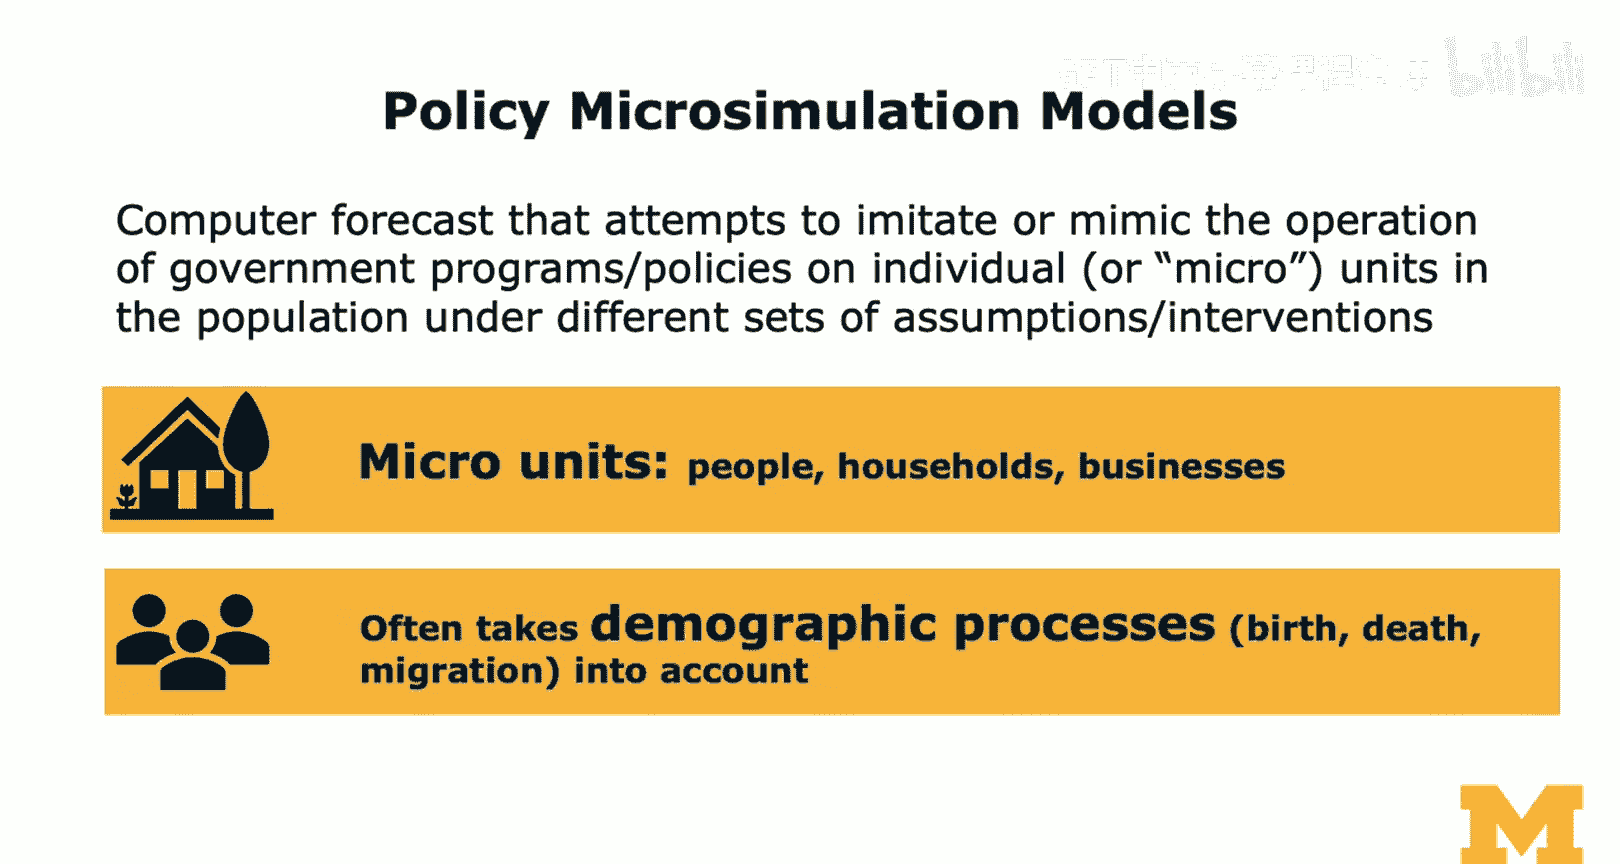 bilibili
Policy Microsimulation Models
Computer forecast that attempts to imitate or mimic the operation
of government programs/policies on individual (or “micro”) units in
the population under different sets of assumptions/interventions
Micro units: people, households, businesses
Often takes demographic processes (birth, death,
migration) into account
M